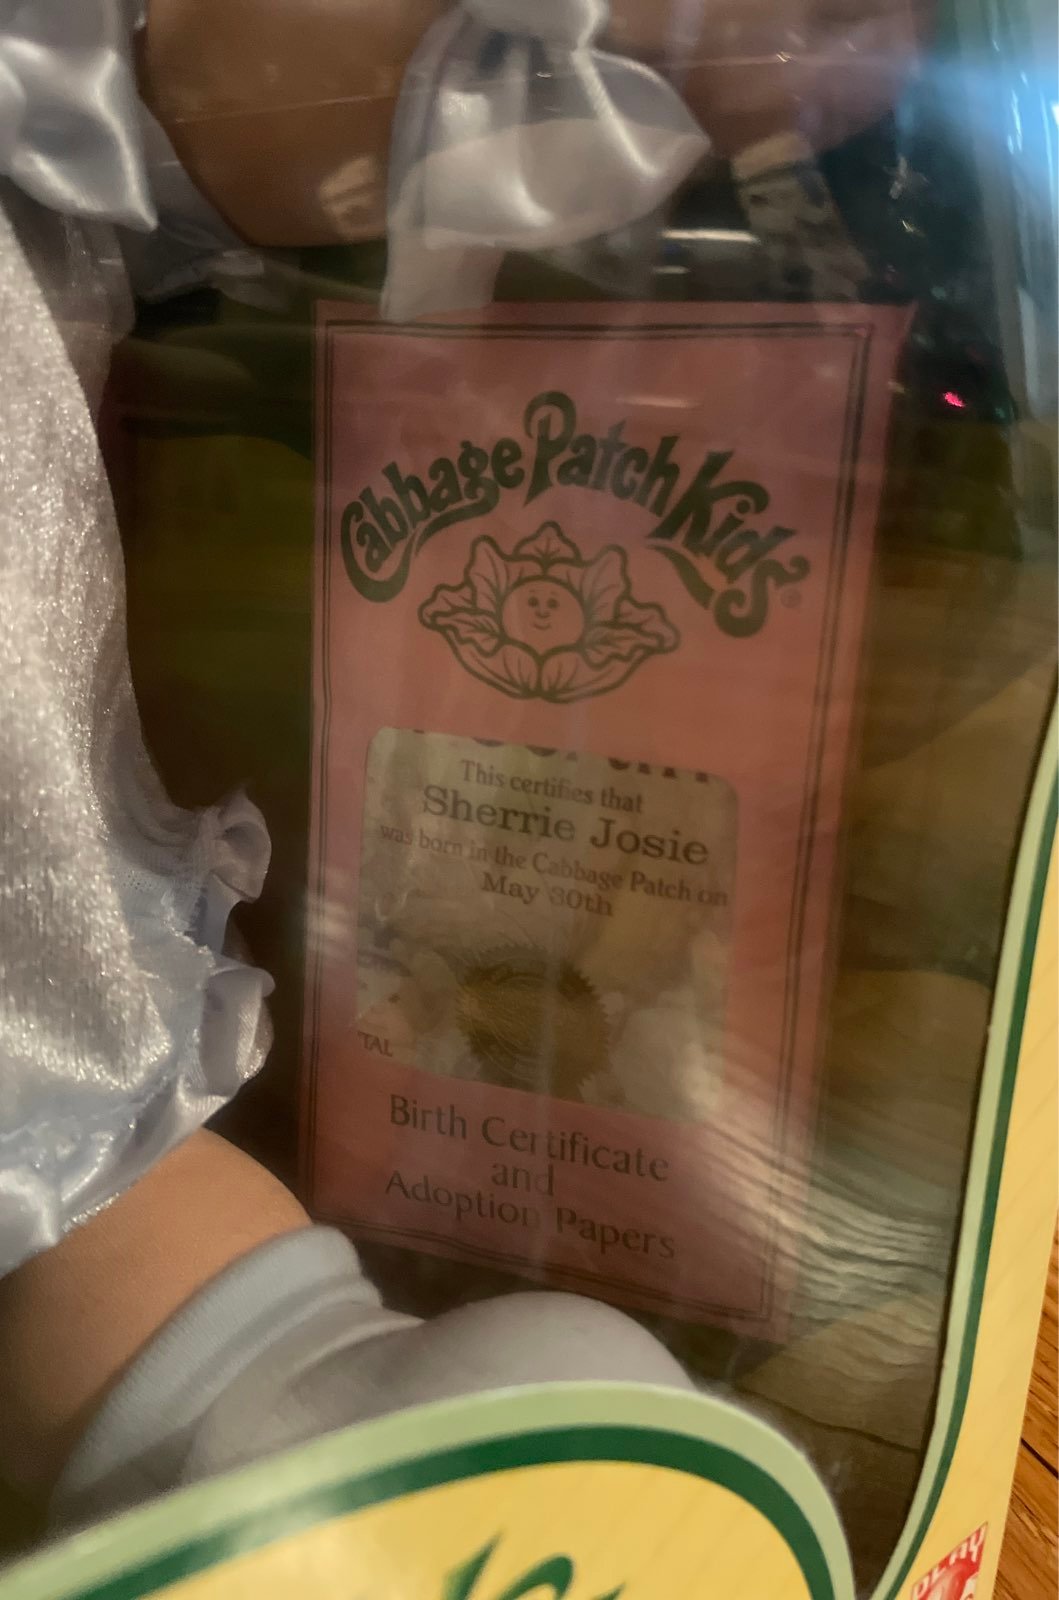 Cabbage Patch Kids®
This certifies that
Sherrie Josie
was born in the Cabbage Patch on
May 30th
TAL
Birth Certificate
and
Adoption Papers
PLAY